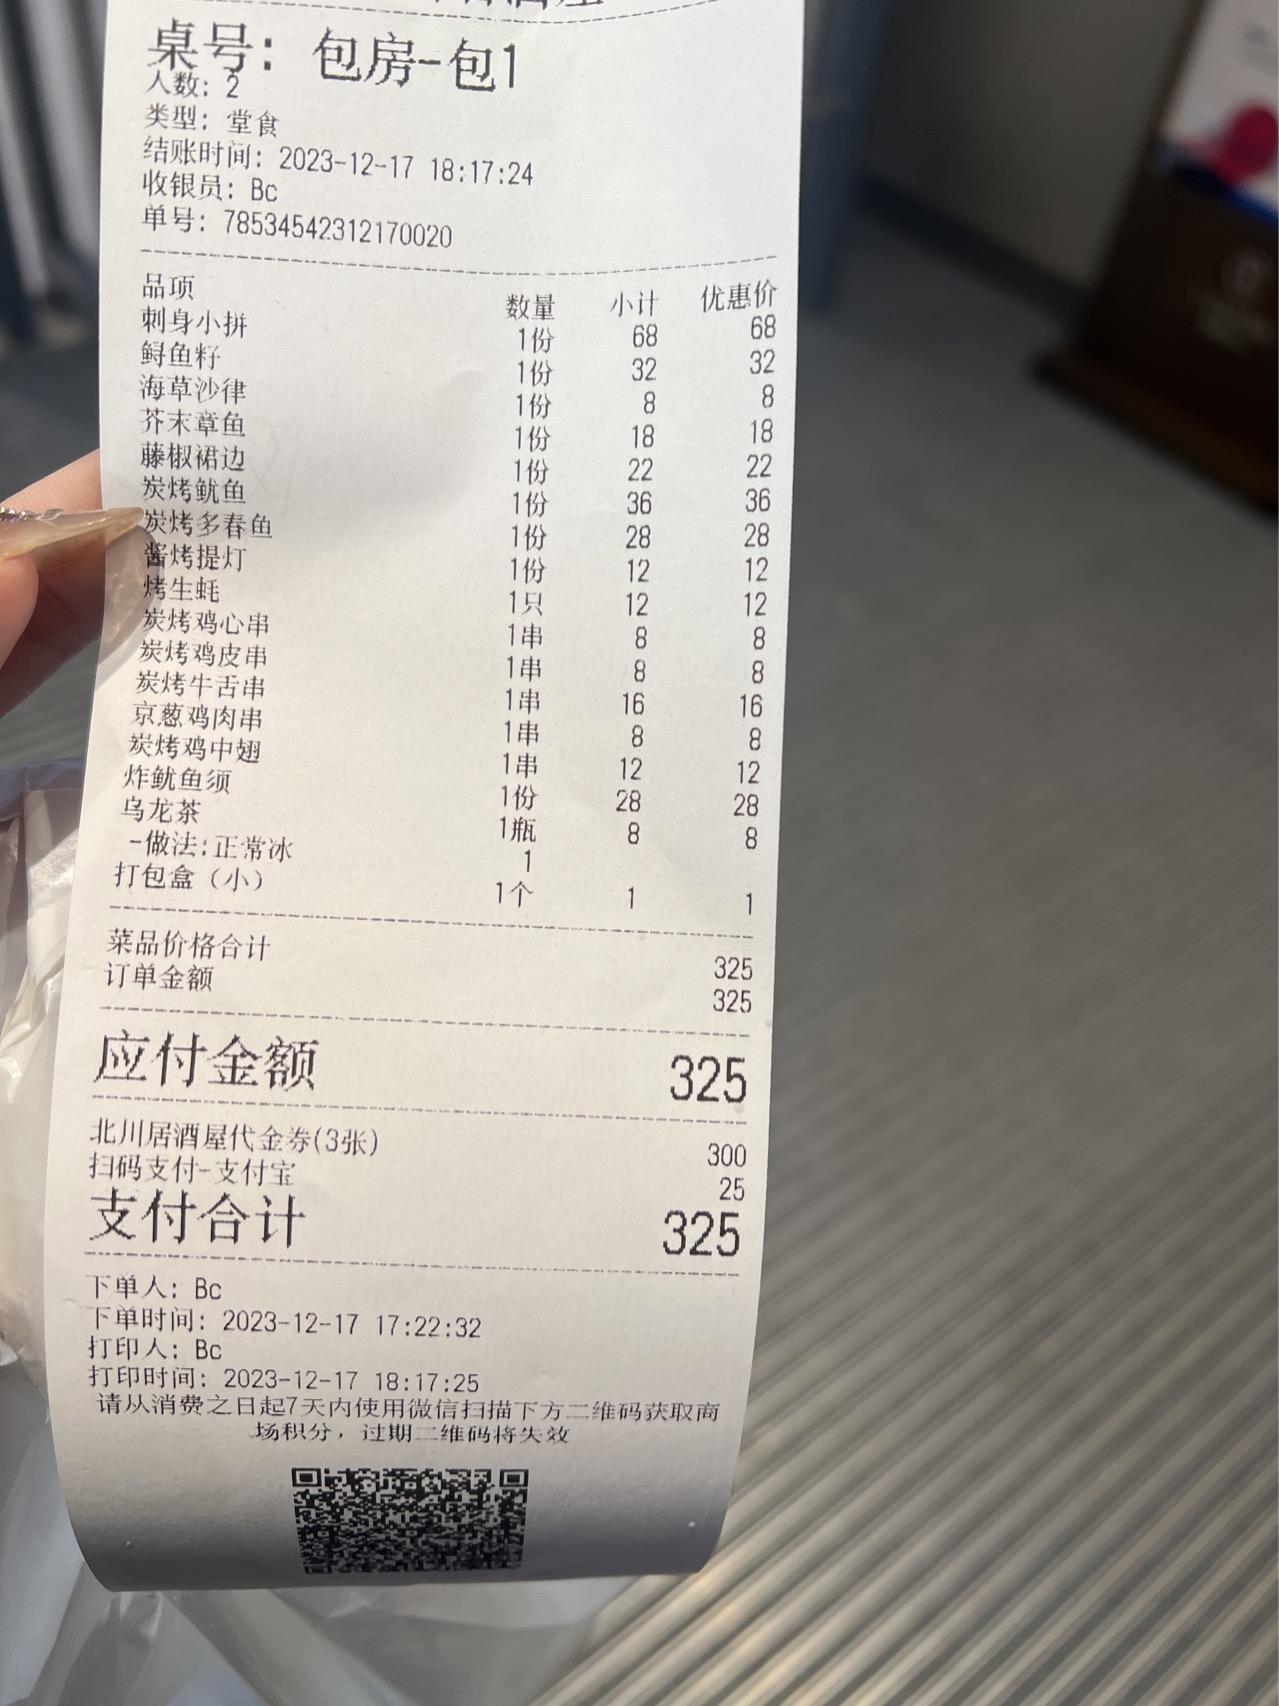 桌号: 包房-包1
人数: 2
类型: 堂食
结账时间: 2023-12-17 18:17:24
收银员: Bc
单号: 78534542312170020
品项 数量 小计 优惠价
刺身小拼 1份 68 68
鲟鱼籽 1份 32 32
海草沙律 1份 8 8
芥末章鱼 1份 18 18
藤椒裙边 1份 22 22
炭烤鱿鱼 1份 36 36
炭烤多春鱼 1份 28 28
酱烤提灯 1份 12 12
烤生蚝 1只 12 12
炭烤鸡心串 1串 8 8
炭烤鸡皮串 1串 8 8
炭烤牛舌串 1串 16 16
京葱鸡肉串 1串 8 8
炭烤鸡中翅 1串 12 12
炸鱿鱼须 1份 28 28
乌龙茶 1瓶 8 8
-做法:正常冰 1
打包盒（小） 1个 1 1
菜品价格合计 325
订单金额 325
应付金额 325
北川居酒屋代金券(3张) 300
扫码支付-支付宝 25
支付合计 325
下单人: Bc
下单时间: 2023-12-17 17:22:32
打印人: Bc
打印时间: 2023-12-17 18:17:25
请从消费之日起7天内使用微信扫描下方二维码获取商
场积分，过期二维码将失效